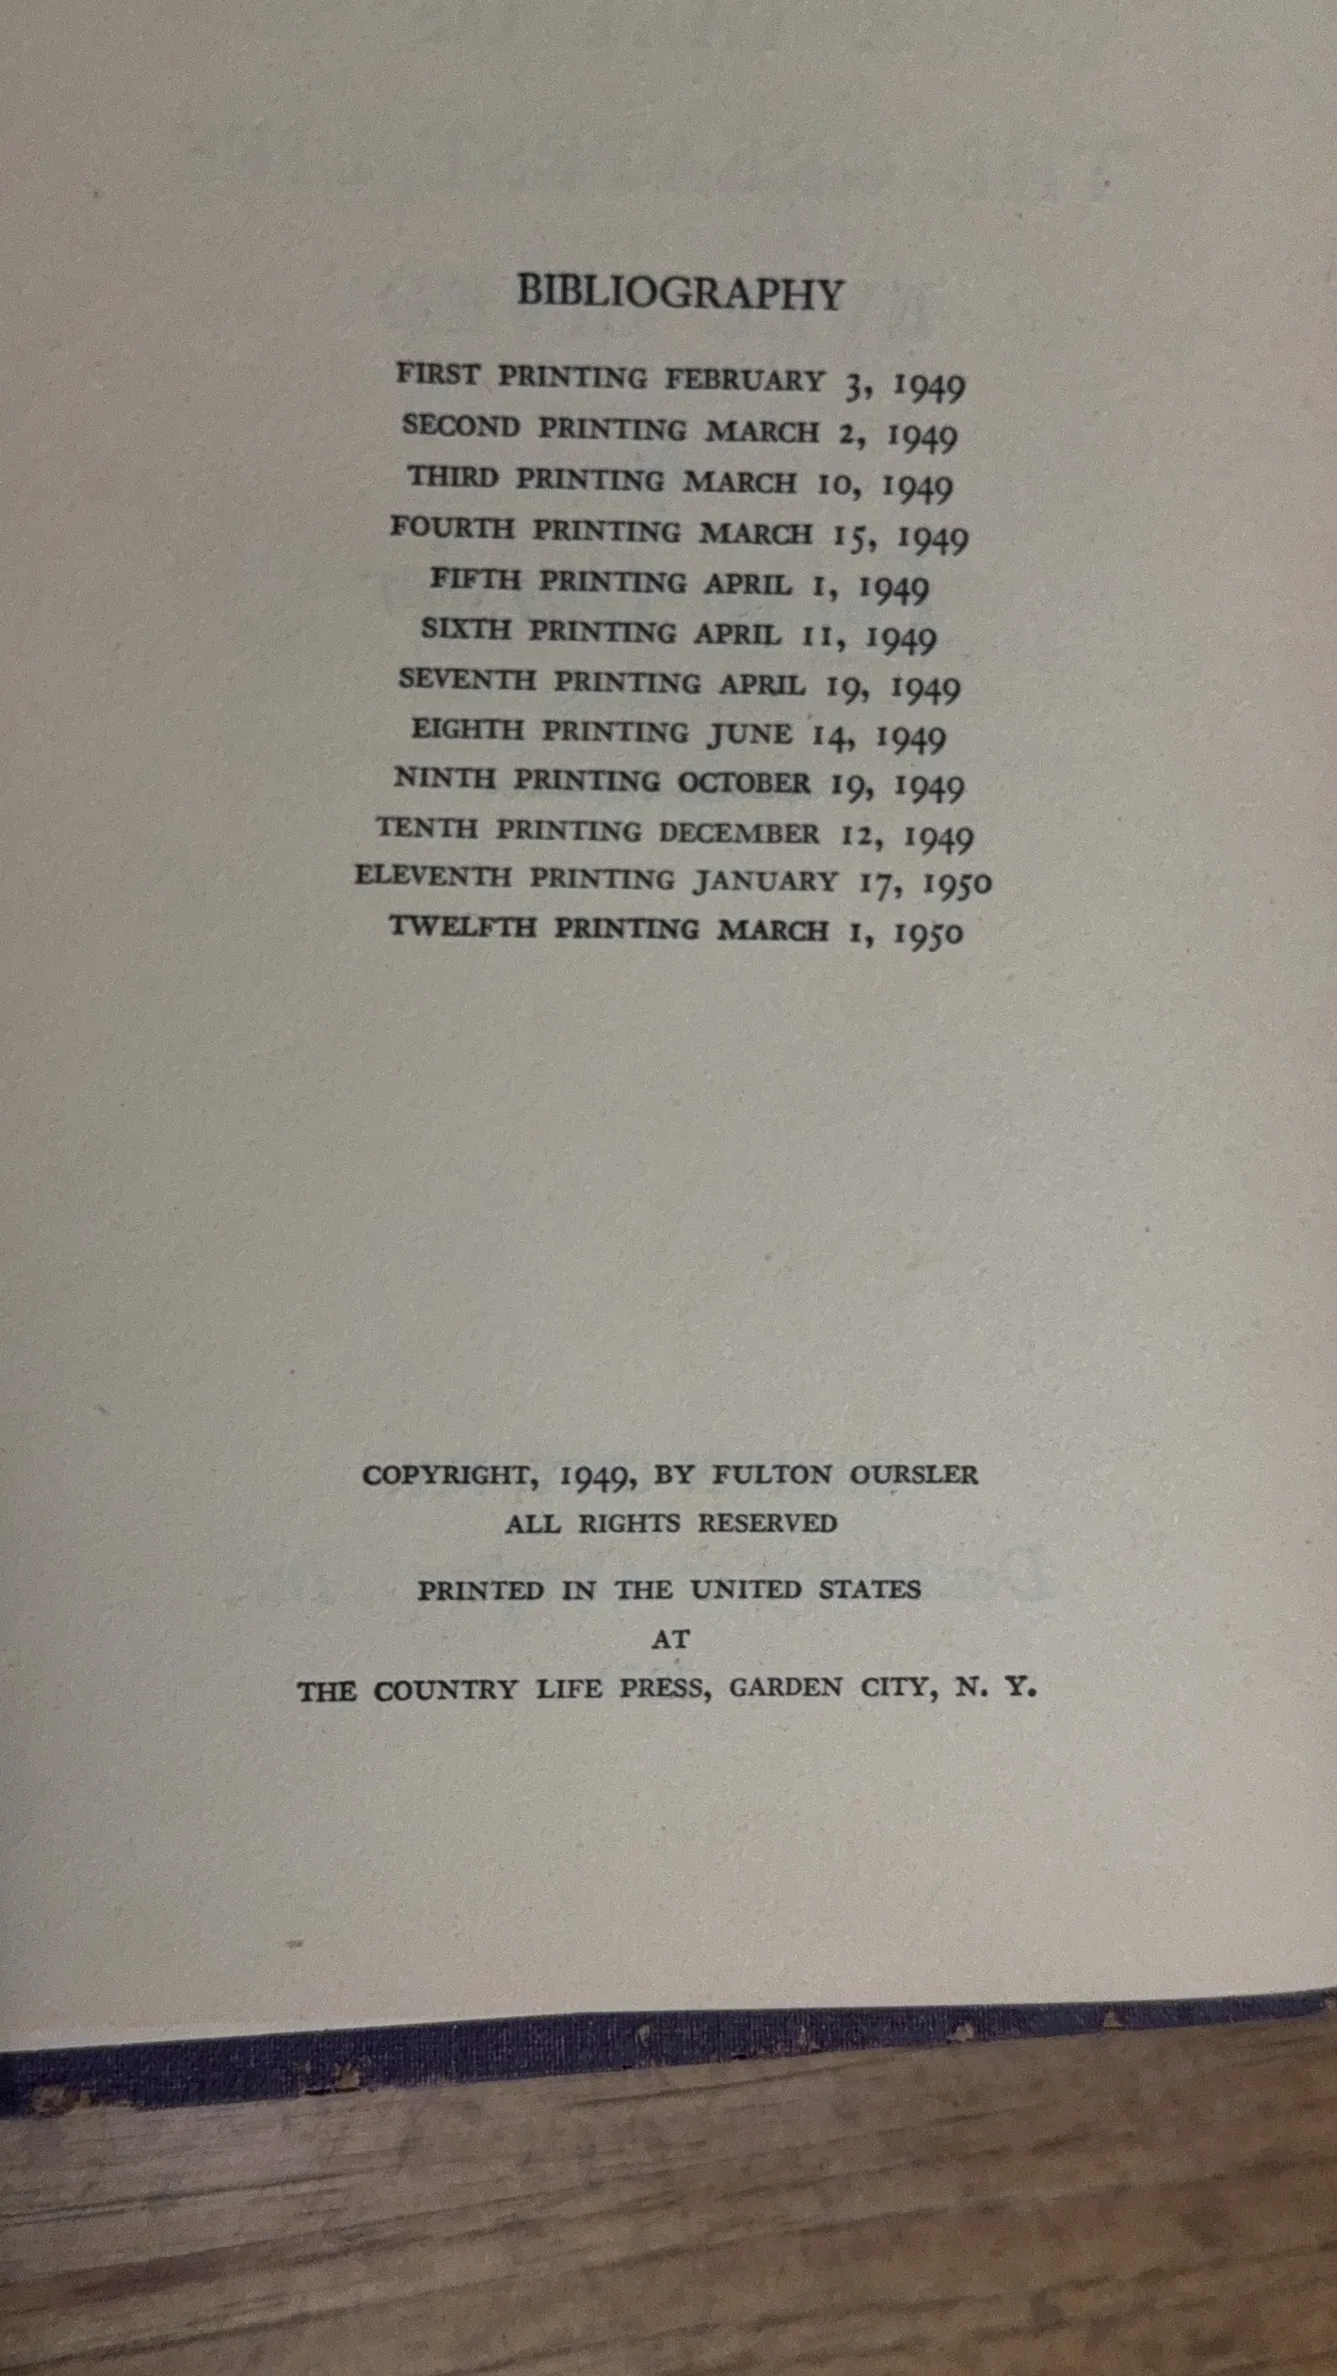 BIBLIOGRAPHY
FIRST PRINTING FEBRUARY 3, 1949
SECOND PRINTING MARCH 2, 1949
THIRD PRINTING MARCH 10, 1949
FOURTH PRINTING MARCH 15, 1949
FIFTH PRINTING APRIL 1, 1949
SIXTH PRINTING APRIL 11, 1949
SEVENTH PRINTING APRIL 19, 1949
EIGHTH PRINTING JUNE 14, 1949
NINTH PRINTING OCTOBER 19, 1949
TENTH PRINTING DECEMBER 12, 1949
ELEVENTH PRINTING JANUARY 17, 1950
TWELFTH PRINTING MARCH 1, 1950
COPYRIGHT, 1949, BY FULTON OURSLER
ALL RIGHTS RESERVED
PRINTED IN THE UNITED STATES
AT
THE COUNTRY LIFE PRESS, GARDEN CITY, N. Y.